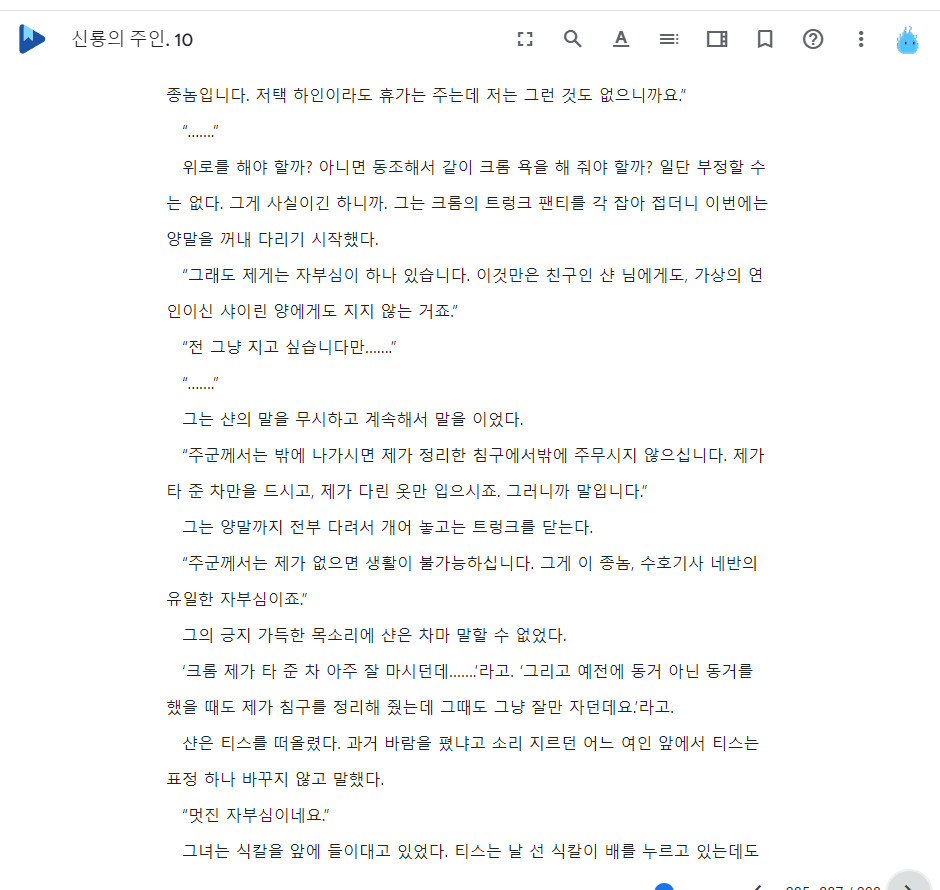 신룡의 주인. 10
종놈입니다. 저택 하인이라도 휴가는 주는데 저는 그런 것도 없으니까요.”
“.......”
위로를 해야 할까? 아니면 동조해서 같이 크롬 욕을 해 줘야 할까? 일단 부정할 수
는 없다. 그게 사실이긴 하니까. 그는 크롬의 트렁크 팬티를 각 잡아 접더니 이번에는
양말을 꺼내 다리기 시작했다.
“그래도 제게는 자부심이 하나 있습니다. 이것만은 친구인 샨 님에게도, 가상의 연
인이신 샤이린 양에게도 지지 않는 거죠.”
“전 그냥 지고 싶습니다만.......”
“.......”
그는 샨의 말을 무시하고 계속해서 말을 이었다.
“주군께서는 밖에 나가시면 제가 정리한 침구에서밖에 주무시지 않으십니다. 제가
타 준 차만을 드시고, 제가 다린 옷만 입으시죠. 그러니까 말입니다.”
그는 양말까지 전부 다려서 개어 놓고는 트렁크를 닫는다.
“주군께서는 제가 없으면 생활이 불가능하십니다. 그게 이 종놈, 수호기사 네반의
유일한 자부심이죠.”
그의 긍지 가득한 목소리에 샨은 차마 말할 수 없었다.
‘크롬 제가 타 준 차 아주 잘 마시던데.......’라고. ‘그리고 예전에 동거 아닌 동거를
했을 때도 제가 침구를 정리해 줬는데 그때도 그냥 잘만 자던데요.’라고.
샨은 티스를 떠올렸다. 과거 바람을 폈냐고 소리 지르던 어느 여인 앞에서 티스는
표정 하나 바꾸지 않고 말했다.
“멋진 자부심이네요.”
그녀는 식칼을 앞에 들이대고 있었다. 티스는 날 선 식칼이 배를 누르고 있는데도